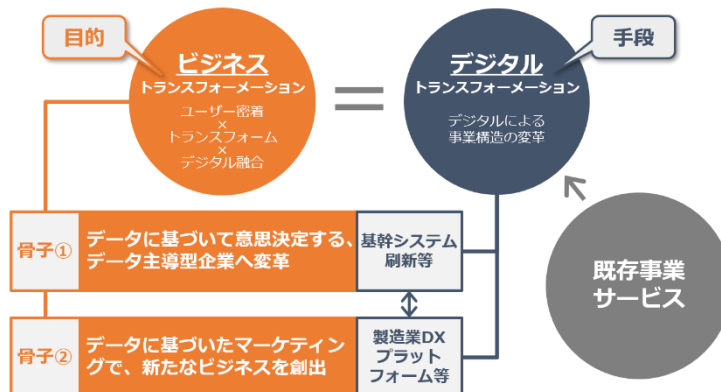 目的
ビジネス
トランスフォーメーション
ユーザー密着
×
トランスフォーム
×
デジタル融合
=
手段
デジタル
トランスフォーメーション
デジタルによる
事業構造の変革
骨子①
データに基づいて意思決定する、
データ主導型企業へ変革
基幹システム
刷新等
骨子②
データに基づいたマーケティン
グで、新たなビジネスを創出
製造業DX
プラット
フォーム等
既存事業
サービス